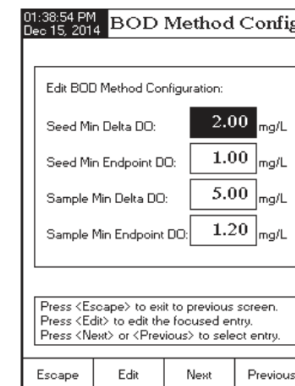 01:38:54 PM
Dec 15, 2014
BOD Method Config
Edit BOD Method Configuration:
Seed Min Delta DO: 2.00 mg/L
Seed Min Endpoint DO: 1.00 mg/L
Sample Min Delta DO: 5.00 mg/L
Sample Min Endpoint DO: 1.20 mg/L
Press <Escape> to exit to previous screen.
Press <Edit> to edit the focused entry.
Press <Next> or <Previous> to select entry.
Escape Edit Next Previous